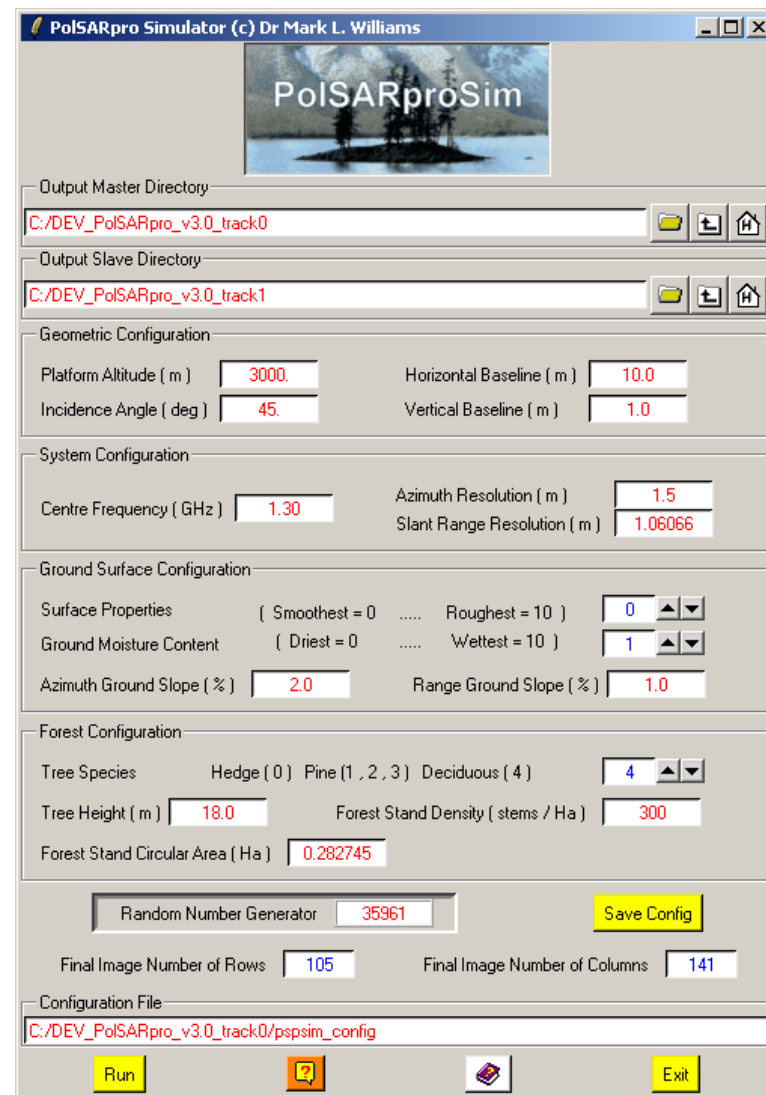 PolSARpro Simulator (c) Dr Mark L. Williams
PolSARproSim
Output Master Directory
C:/DEV_PolSARpro_v3.0_track0
Output Slave Directory
C:/DEV_PolSARpro_v3.0_track1
Geometric Configuration
Platform Altitude ( m ) 3000. Horizontal Baseline ( m ) 10.0
Incidence Angle ( deg ) 45. Vertical Baseline ( m ) 1.0
System Configuration
Centre Frequency ( GHz ) 1.30 Azimuth Resolution ( m ) 1.5
Slant Range Resolution ( m ) 1.06066
Ground Surface Configuration
Surface Properties ( Smoothest = 0 ..... Roughest = 10 ) 0
Ground Moisture Content ( Driest = 0 ..... Wettest = 10 ) 1
Azimuth Ground Slope ( % ) 2.0 Range Ground Slope ( % ) 1.0
Forest Configuration
Tree Species Hedge ( 0 ) Pine (1 , 2 , 3 ) Deciduous ( 4 ) 4
Tree Height ( m ) 18.0 Forest Stand Density ( stems / Ha ) 300
Forest Stand Circular Area ( Ha ) 0.282745
Random Number Generator 35961 Save Config
Final Image Number of Rows 105 Final Image Number of Columns 141
Configuration File
C:/DEV_PolSARpro_v3.0_track0/pspsim_config
Run ? ? Exit